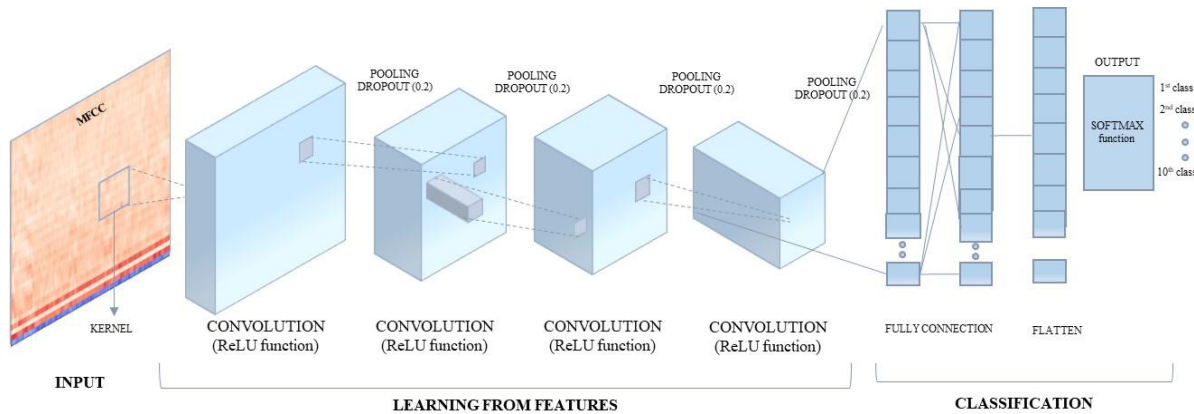 MFCC
KERNEL
INPUT
POOLING
DROPOUT (0.2)
POOLING
DROPOUT (0.2)
POOLING
DROPOUT (0.2)
POOLING
DROPOUT (0.2)
CONVOLUTION
(ReLU function)
CONVOLUTION
(ReLU function)
CONVOLUTION
(ReLU function)
CONVOLUTION
(ReLU function)
LEARNING FROM FEATURES
FULLY CONNECTION
FLATTEN
OUTPUT
SOFTMAX
function
1st class
2nd class
10th class
CLASSIFICATION